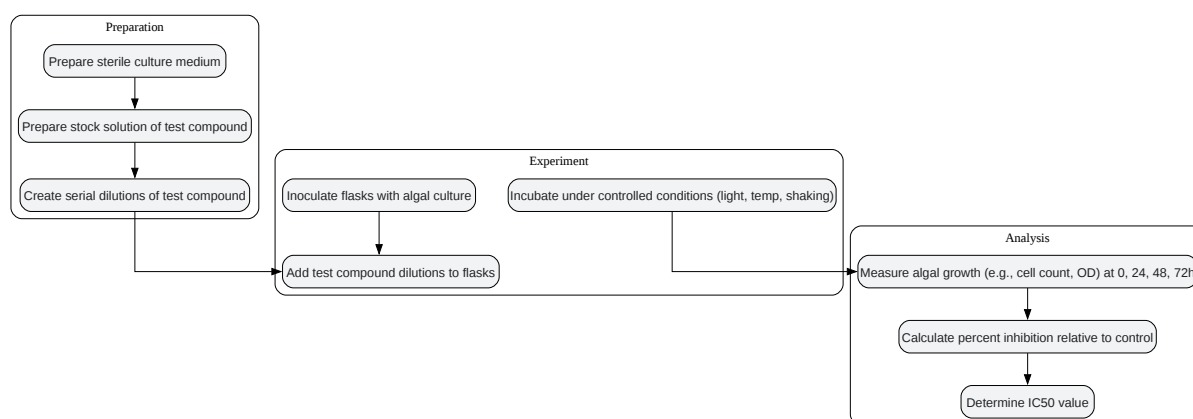 Preparation
Prepare sterile culture medium
Prepare stock solution of test compound
Create serial dilutions of test compound
Experiment
Inoculate flasks with algal culture
Incubate under controlled conditions (light, temp, shaking)
Add test compound dilutions to flasks
Analysis
Measure algal growth (e.g., cell count, OD) at 0, 24, 48, 72h
Calculate percent inhibition relative to control
Determine IC50 value